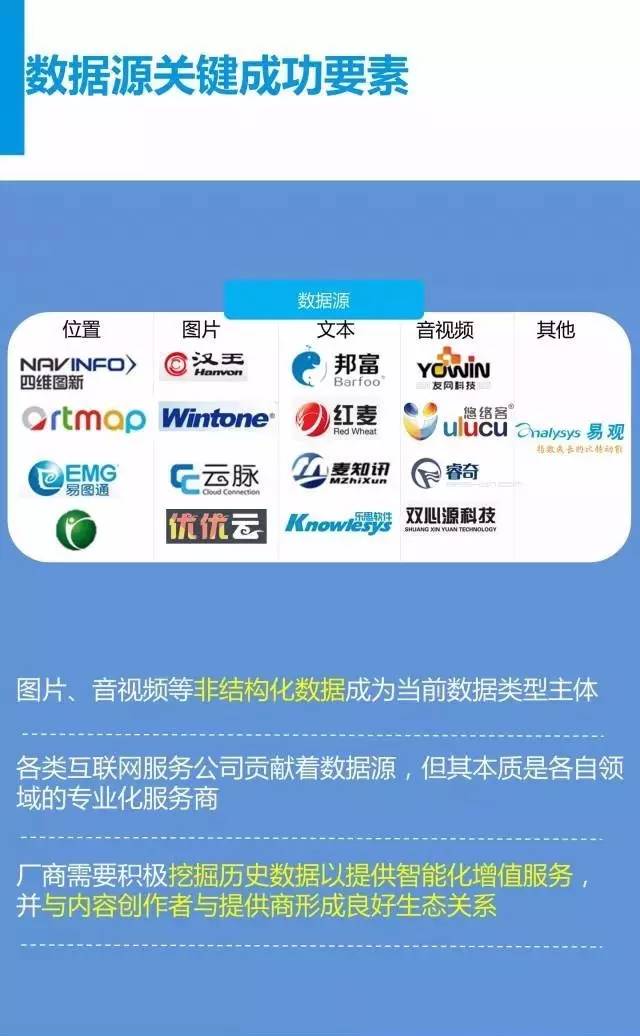 数据源关键成功要素
数据源
位置 图片 文本 音视频 其他
NAVINFO
四维图新
汉王
Hanvon
邦富
Barfoo
YOWIN
友网科技
ortmap
Wintone
红麦
Red Wheat
悠络客
ulucu
analysys 易观
EMG
易图通
云脉
Cloud Connection
麦知讯
MZhiXun
睿奇
优优云
乐思软件
Knowlesys
双心源科技
SHUANG XIN YUAN TECHNOLOGY
图片、音视频等非结构化数据成为当前数据类型主体
各类互联网服务公司贡献着数据源，但其本质是各自领
域的专业化服务商
厂商需要积极挖掘历史数据以提供智能化增值服务，
并与内容创作者与提供商形成良好生态关系